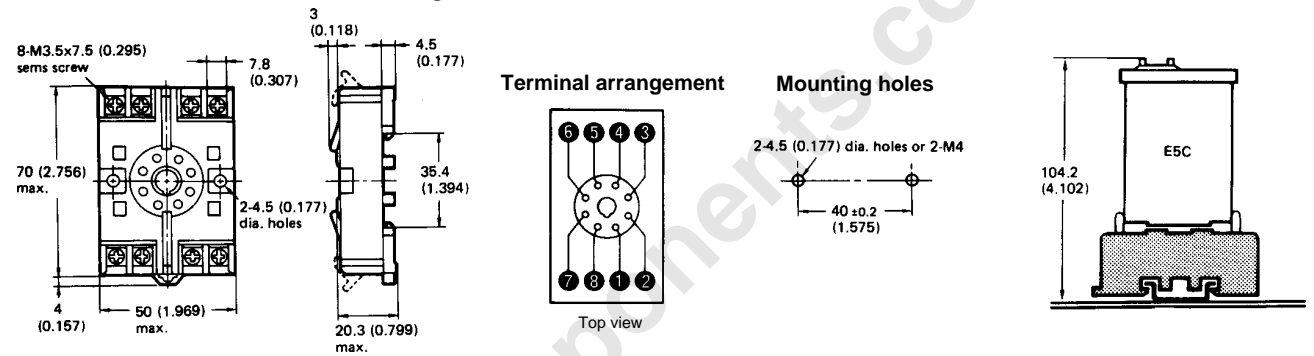 3
(0.118)
4.5
(0.177)
8-M3.5x7.5 (0.295)
sems screw
7.8
(0.307)
70 (2.756)
max.
2-4.5 (0.177)
dia. holes
4
(0.157)
50 (1.969)
max.
35.4
(1.394)
20.3 (0.799)
max.
Terminal arrangement
6 5 4 3
7 8 1 2
Top view
Mounting holes
2-4.5 (0.177) dia. holes or 2-M4
40 ±0.2
(1.575)
104.2
(4.102)
E5C
ponents.co